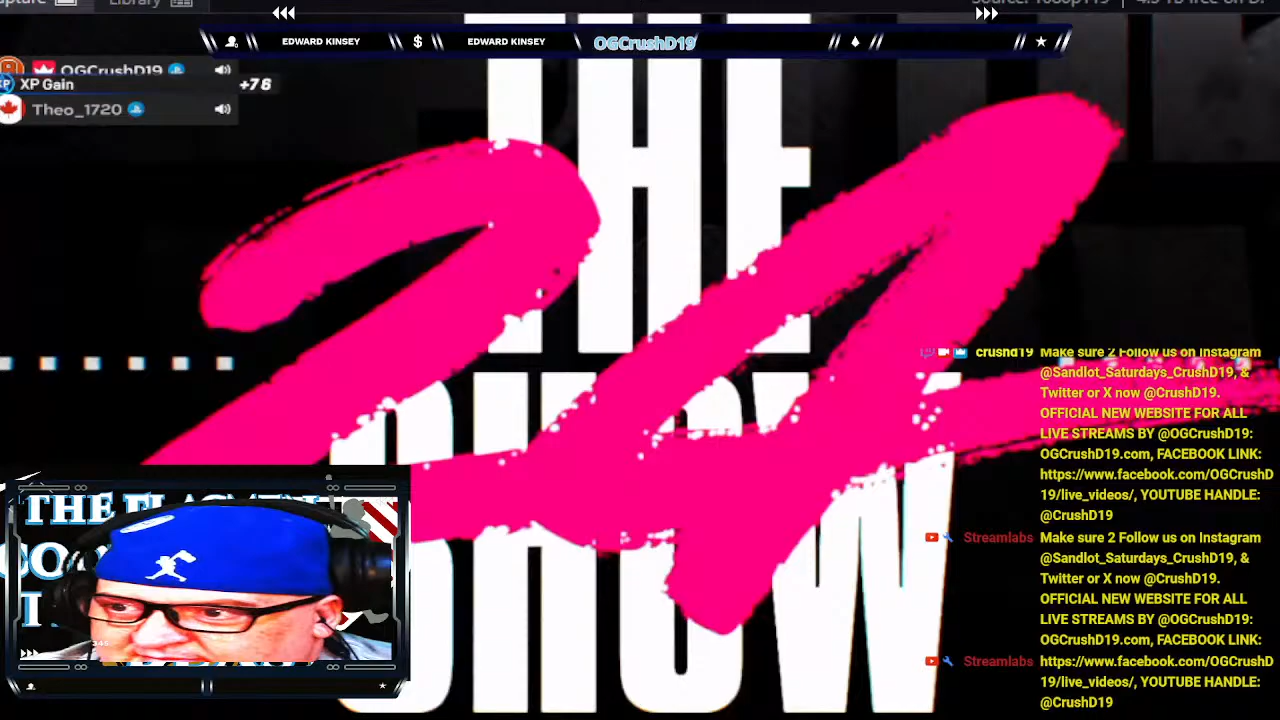 Library
EDWARD KINSEY
$
EDWARD KINSEY
OGCrushD19
OGCrushD19
XP Gain
+78
Theo_1720
THE
24
SHOW
crushd19 Make sure 2 Follow us on Instagram
@Sandlot_Saturdays_CrushD19, &
Twitter or X now @CrushD19.
OFFICIAL NEW WEBSITE FOR ALL
LIVE STREAMS BY @OGCrushD19:
OGCrushD19.com, FACEBOOK LINK:
https://www.facebook.com/OGCrushD
19/live_videos/, YOUTUBE HANDLE:
@CrushD19
Streamlabs Make sure 2 Follow us on Instagram
@Sandlot_Saturdays_CrushD19, &
Twitter or X now @CrushD19.
OFFICIAL NEW WEBSITE FOR ALL
LIVE STREAMS BY @OGCrushD19:
OGCrushD19.com, FACEBOOK LINK:
Streamlabs https://www.facebook.com/OGCrushD
19/live_videos/, YOUTUBE HANDLE:
@CrushD19
THE